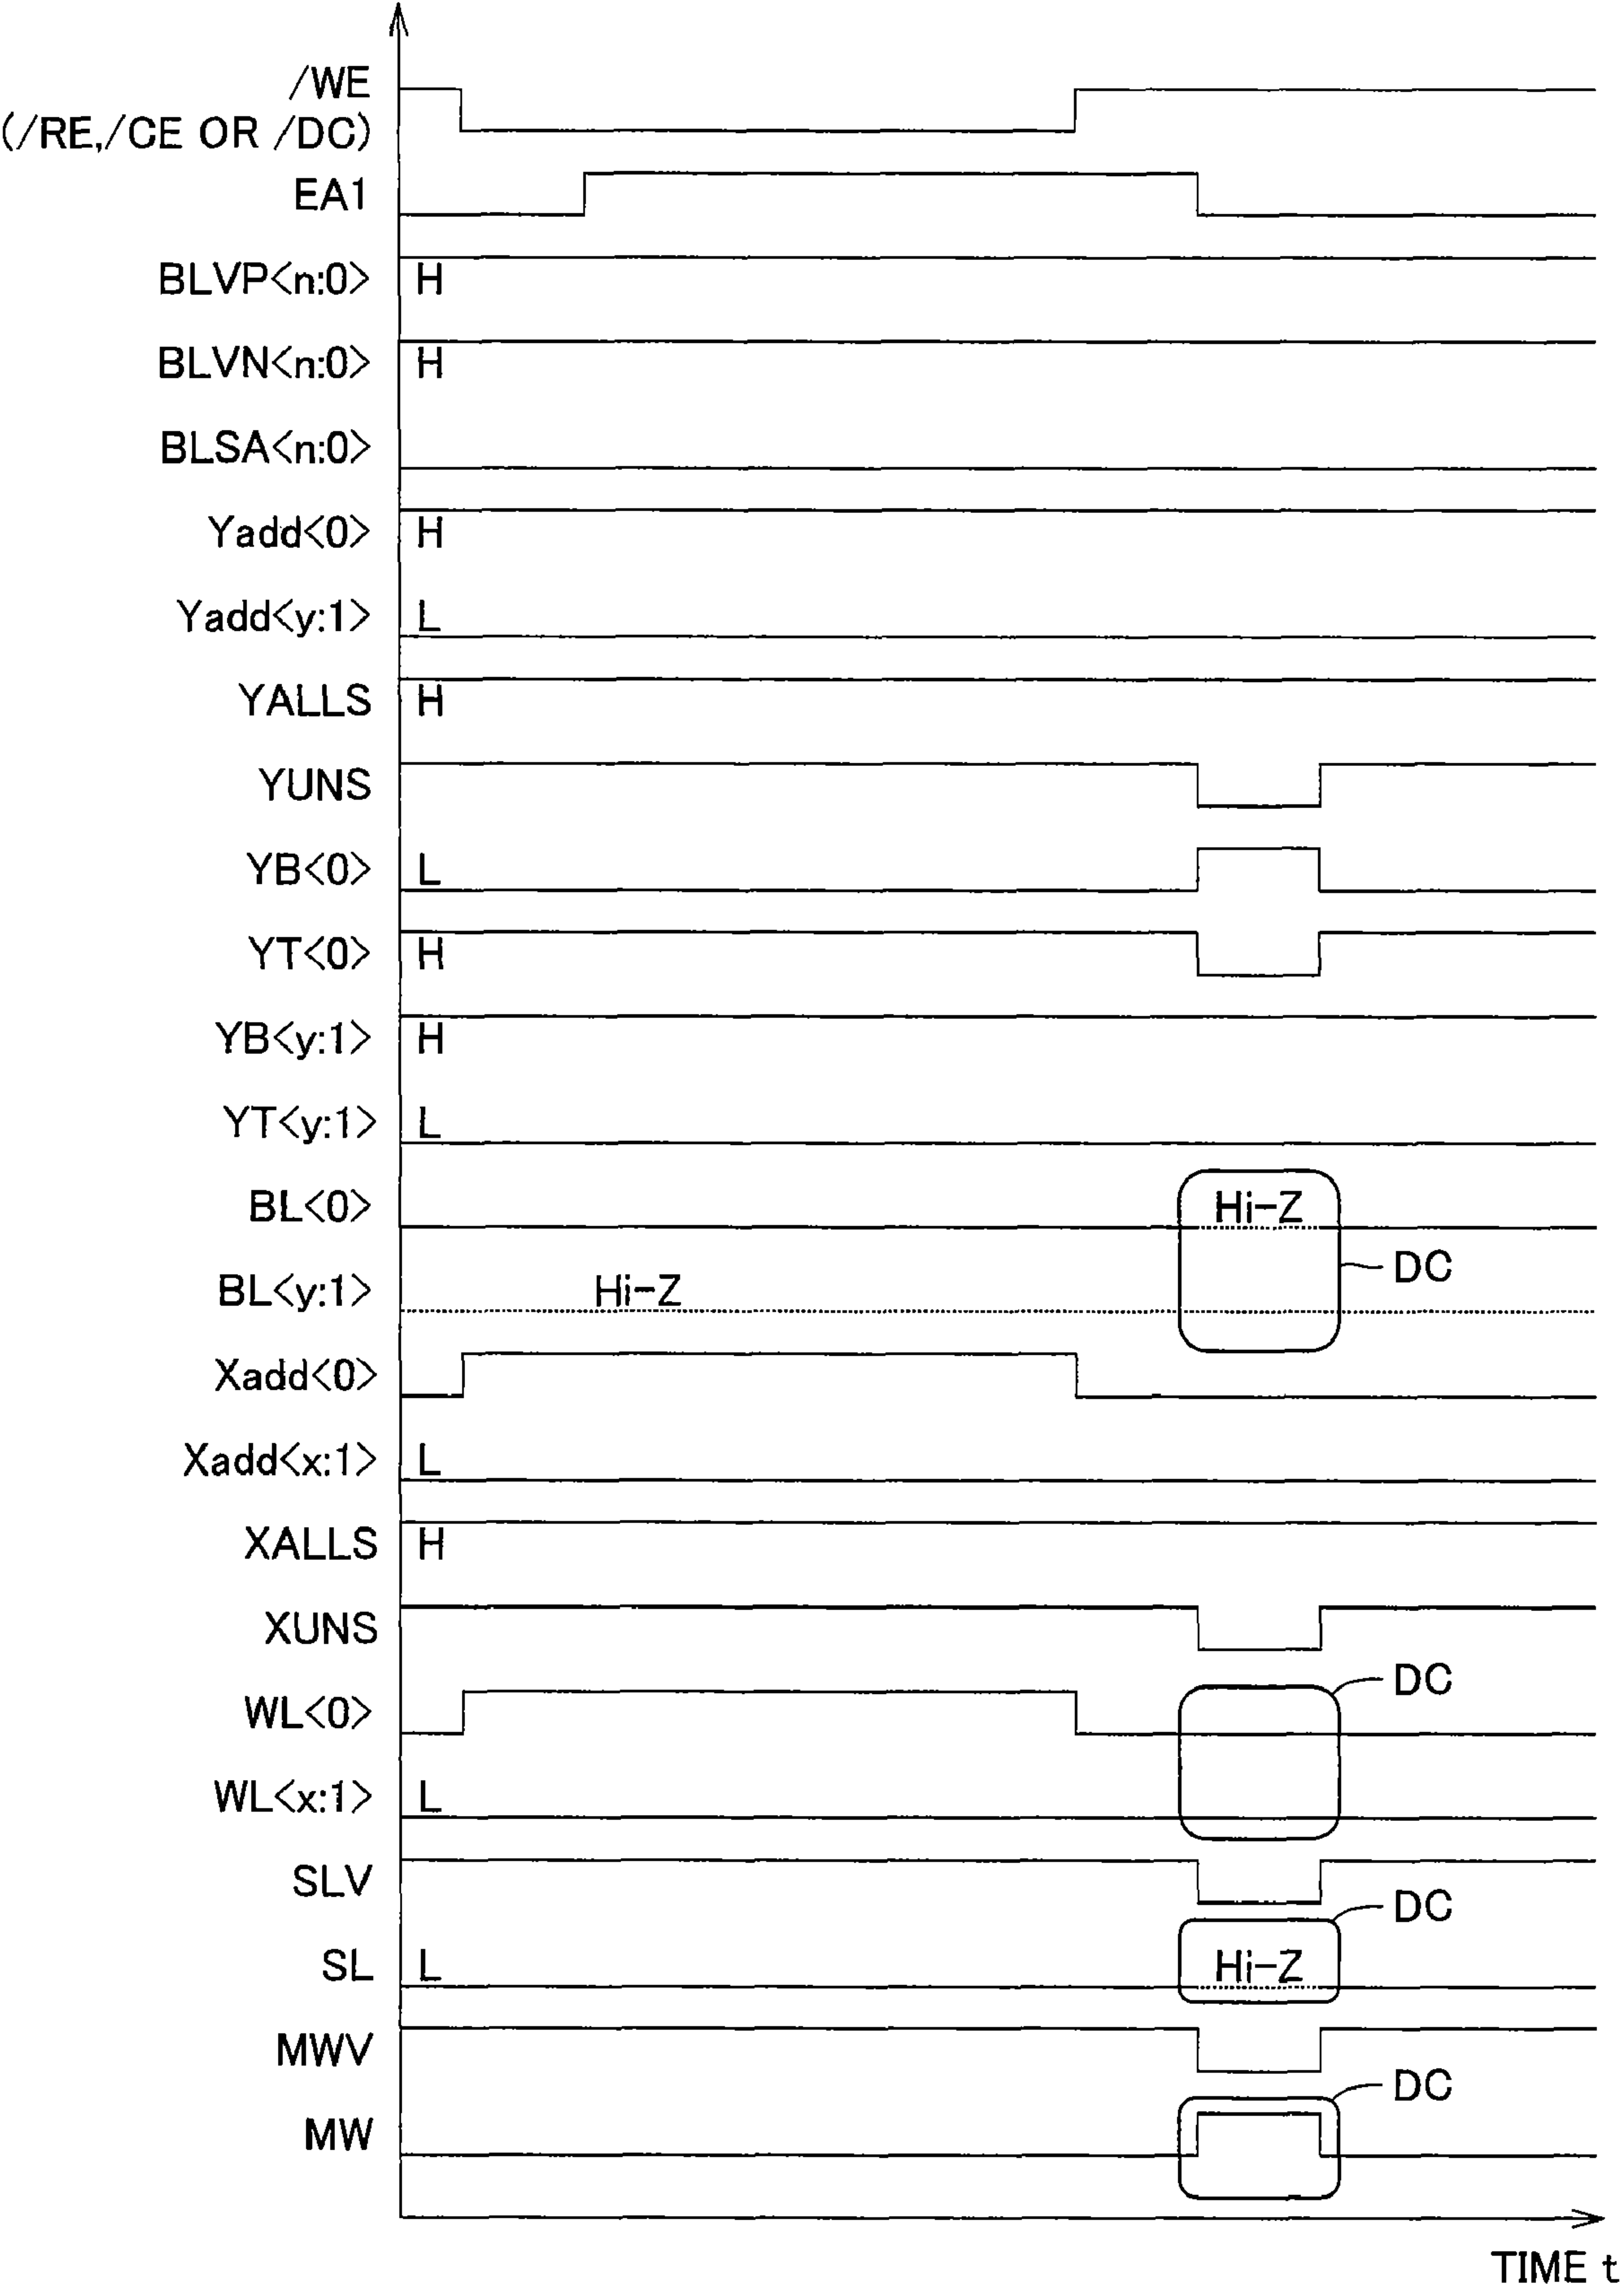 /WE
(/RE,/CE OR /DC)
EA1
BLVP<n:0> H
BLVN<n:0> H
BLSA<n:0>
Yadd<0> H
Yadd<y:1> L
YALLS H
YUNS
YB<0> L
YT<0> H
YB<y:1> H
YT<y:1> L
BL<0> Hi-Z
DC
BL<y:1> Hi-Z
Xadd<0>
Xadd<x:1> L
XALLS H
XUNS
DC
WL<0>
WL<x:1> L
SLV
DC
SL L Hi-Z
MWV
DC
MW
TIME t